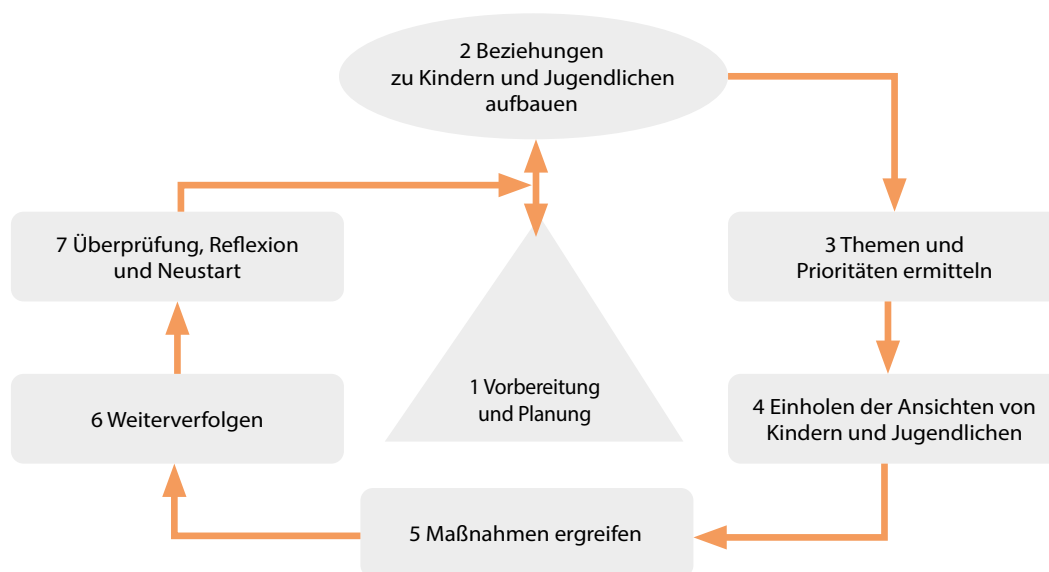 2 Beziehungen
zu Kindern und Jugendlichen
aufbauen
7 Überprüfung, Reflexion
und Neustart
3 Themen und
Prioritäten ermitteln
1 Vorbereitung
und Planung
6 Weiterverfolgen
4 Einholen der Ansichten von
Kindern und Jugendlichen
5 Maßnahmen ergreifen